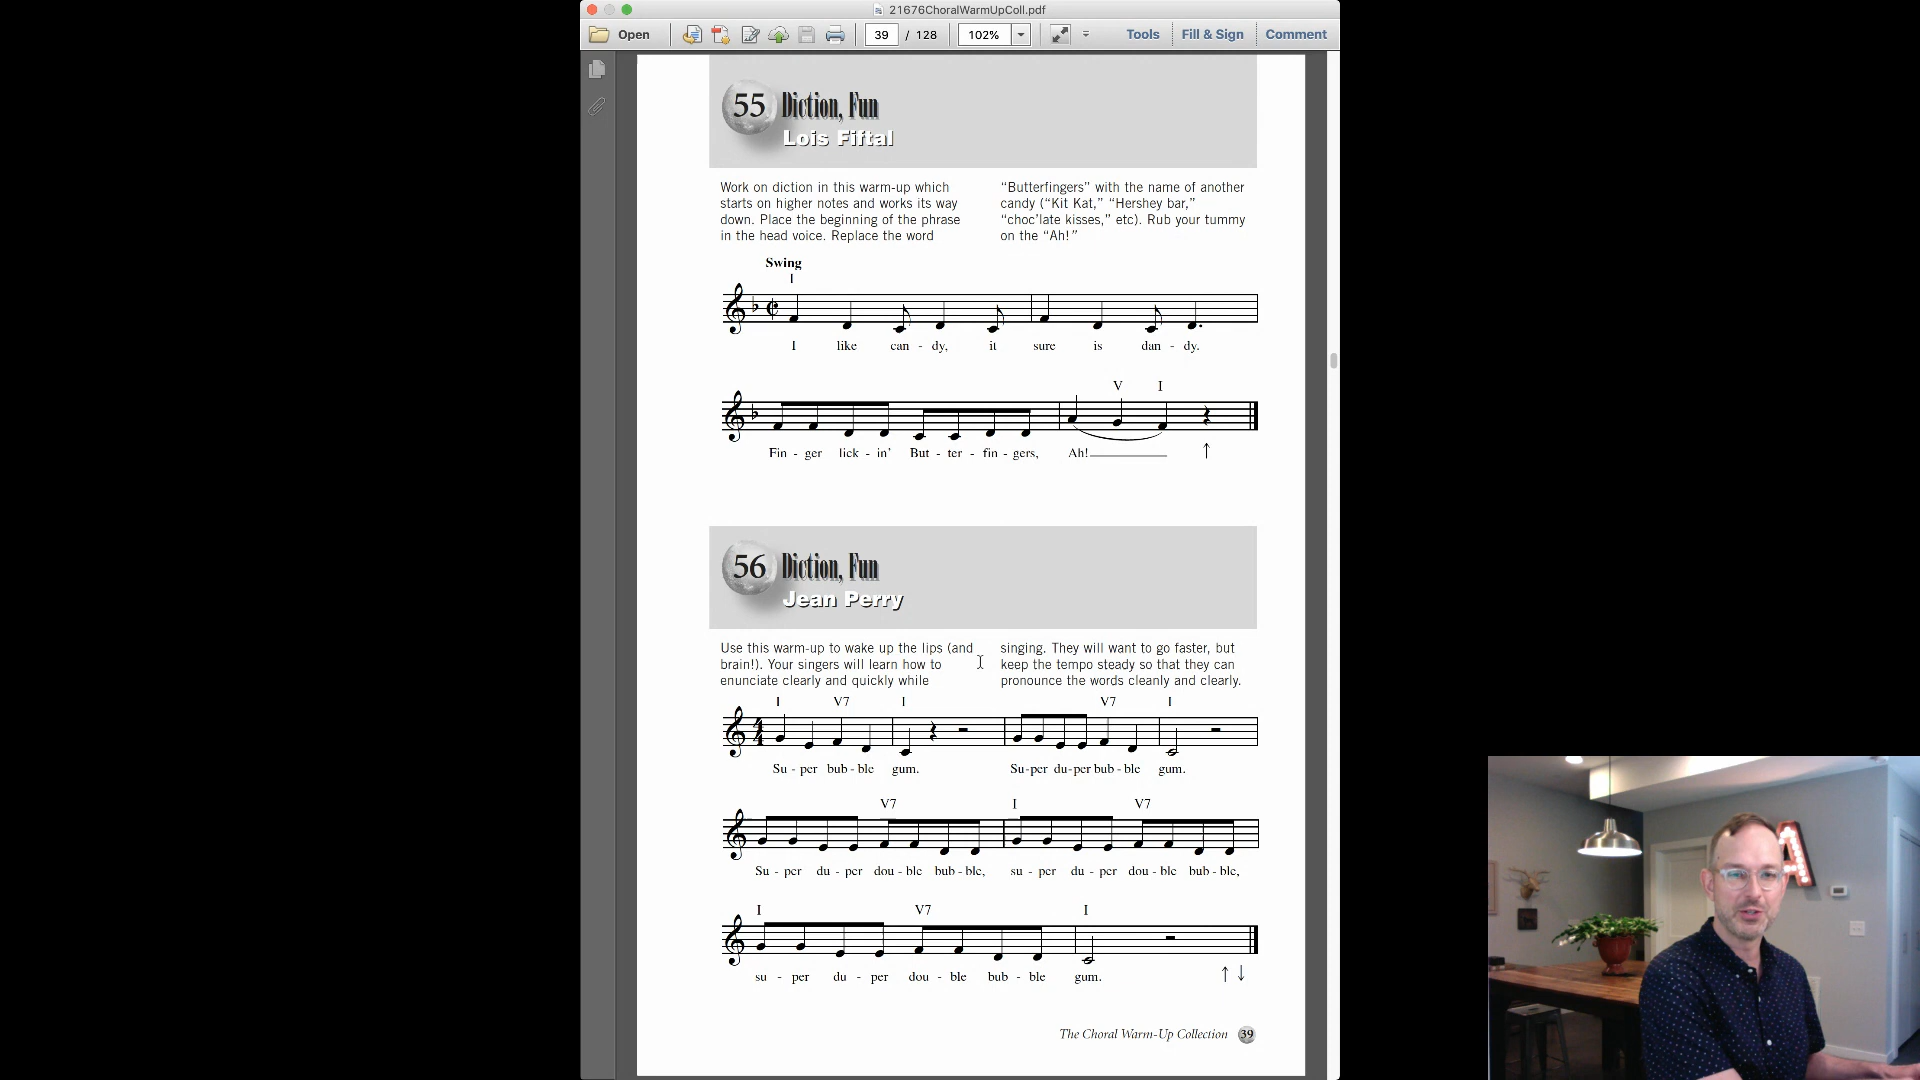 21676ChoralWarmUpColl.pdf
Open
39 / 128
102%
Tools
Fill & Sign
Comment
55 Diction, Fun
Lois Fiftal
Work on diction in this warm-up which
starts on higher notes and works its way
down. Place the beginning of the phrase
in the head voice. Replace the word
“Butterfingers” with the name of another
candy (“Kit Kat,” “Hershey bar,”
“choc’late kisses,” etc). Rub your tummy
on the “Ah!”
Swing
I
I like can - dy, it sure is dan - dy.
V I
Fin - ger lick - in’ But - ter - fin - gers, Ah!
56 Diction, Fun
Jean Perry
Use this warm-up to wake up the lips (and
brain!). Your singers will learn how to
enunciate clearly and quickly while
singing. They will want to go faster, but
keep the tempo steady so that they can
pronounce the words cleanly and clearly.
I V7 I V7 I
4
4
Su - per bub - ble gum. Su-per du-per bub - ble gum.
V7 I V7
Su - per du - per dou - ble bub - ble, su - per du - per dou - ble bub - ble,
I V7 I
su - per du - per dou - ble bub - ble gum.
The Choral Warm-Up Collection 39
A